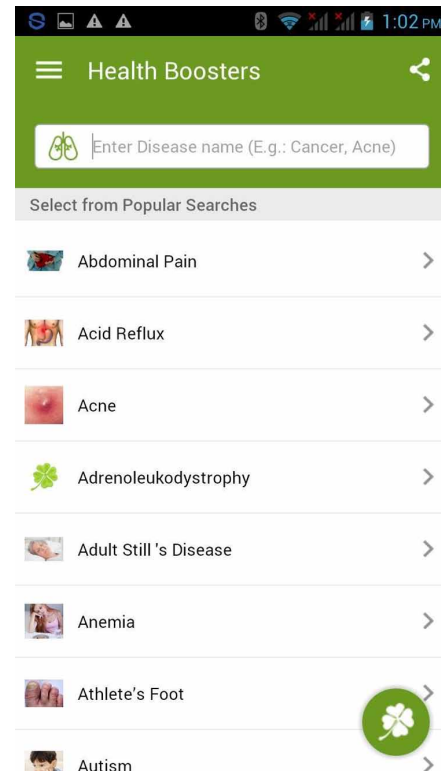 1:02 PM
Health Boosters
Enter Disease name (E.g.: Cancer, Acne)
Select from Popular Searches
Abdominal Pain
Acid Reflux
Acne
Adrenoleukodystrophy
Adult Still 's Disease
Anemia
Athlete's Foot
Autism